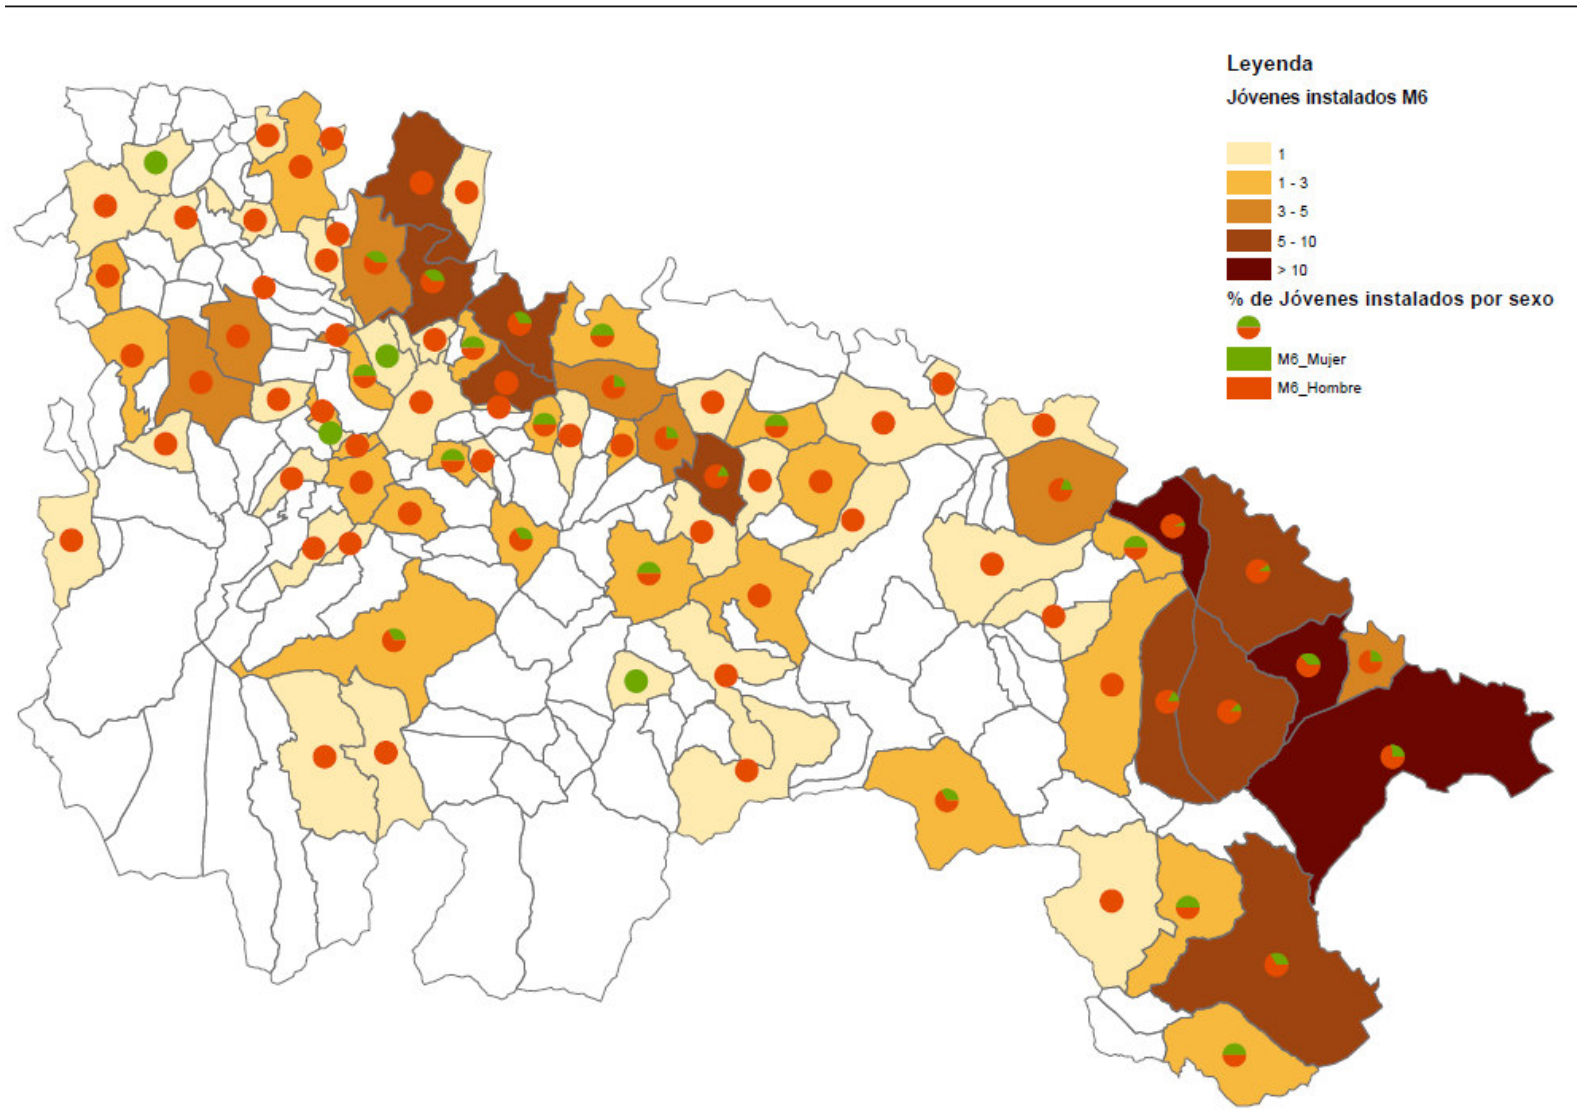 Leyenda
Jóvenes instalados M6
1
1 - 3
3 - 5
5 - 10
> 10
% de Jóvenes instalados por sexo
M6_Mujer
M6_Hombre